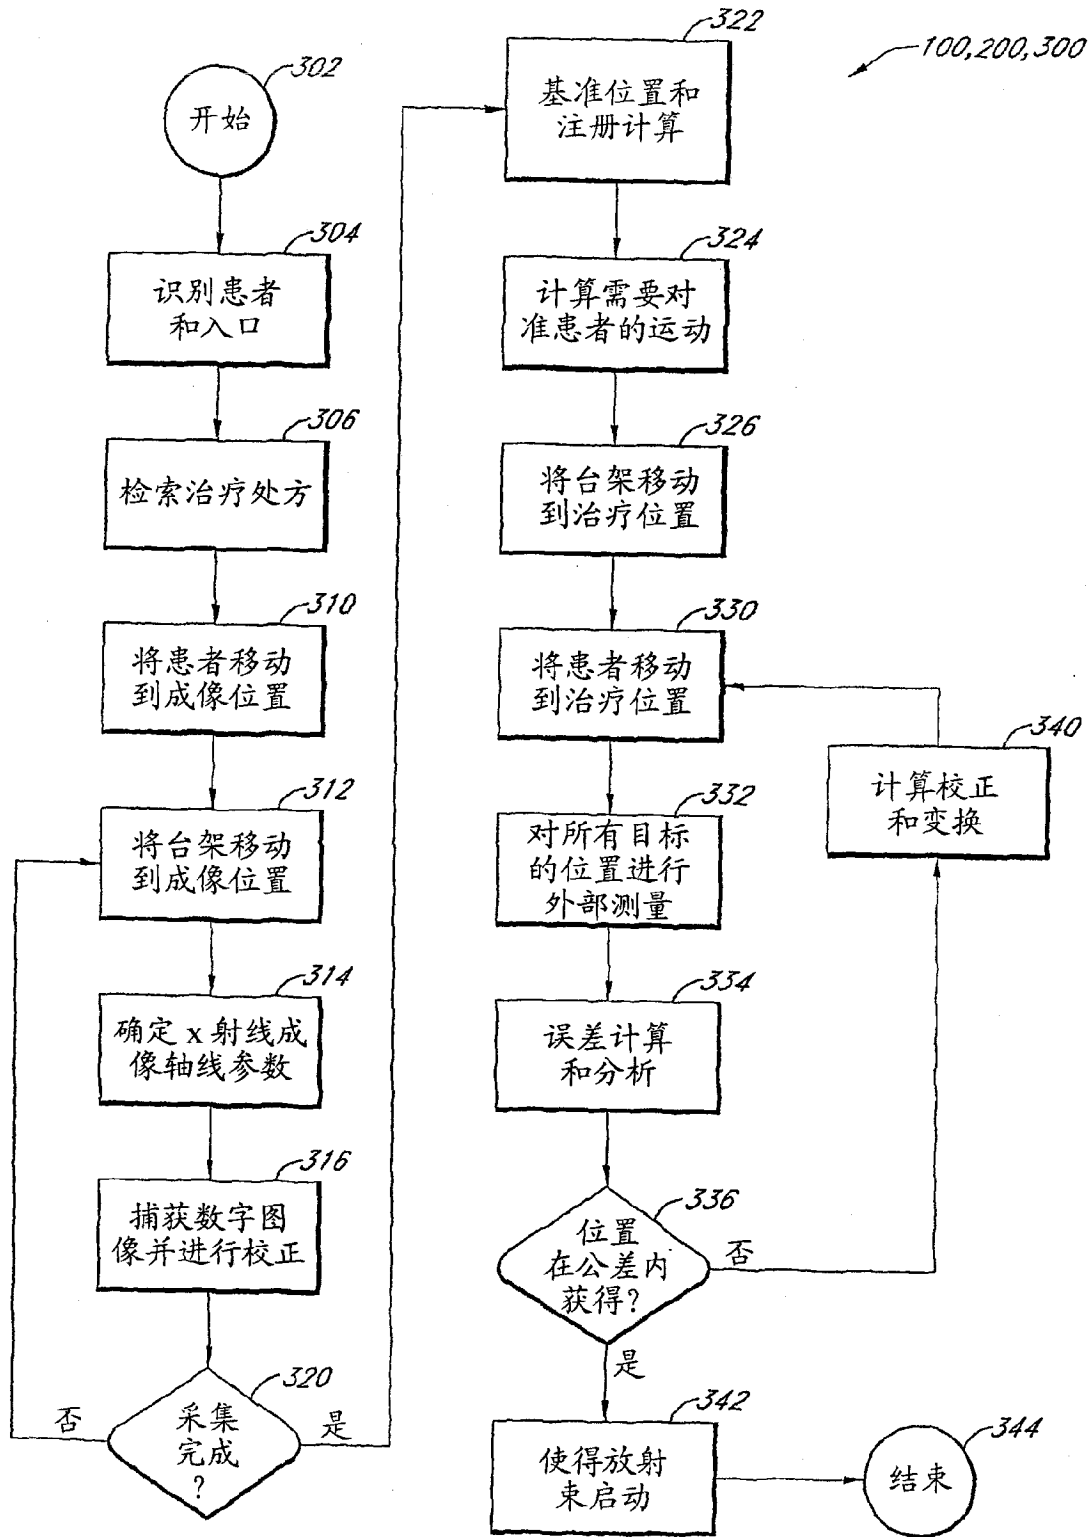 302
开始
304
识别患者
和入口
306
检索治疗处方
310
将患者移动
到成像位置
312
将台架移动
到成像位置
314
确定 x 射线成
像轴线参数
316
捕获数字图
像并进行校正
320
采集
完成
?
否
是
322
基准位置和
注册计算
100,200,300
324
计算需要对
准患者的运动
326
将台架移动
到治疗位置
330
将患者移动
到治疗位置
332
对所有目标
的位置进行
外部测量
334
误差计算
和分析
336
位置
在公差内
获得?
否
是
340
计算校正
和变换
342
使得放射
束启动
344
结束